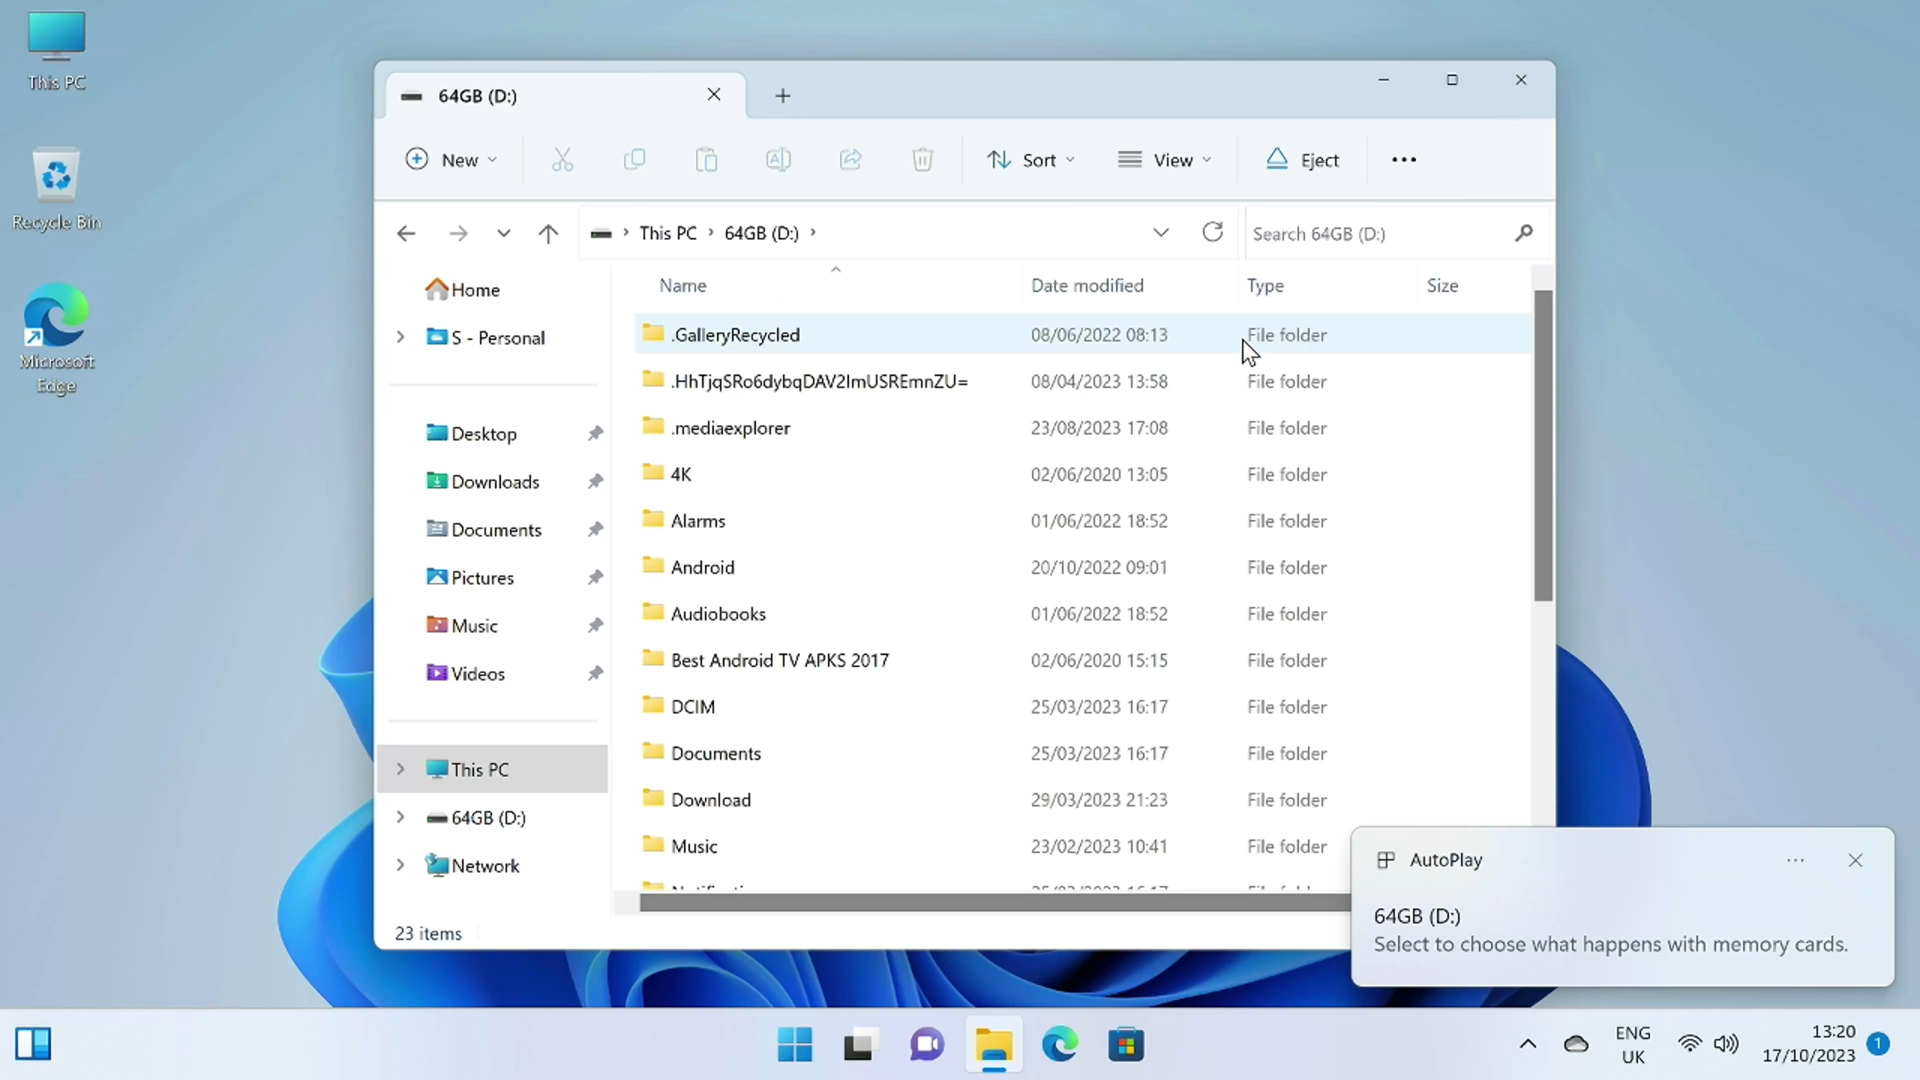 This PC
Recycle Bin
Microsoft
Edge
64GB (D:)
New
Sort
View
Eject
This PC
64GB (D:)
Search 64GB (D:)
Home
S - Personal
Desktop
Downloads
Documents
Pictures
Music
Videos
This PC
64GB (D:)
Network
Name Date modified Type Size
.GalleryRecycled 08/06/2022 08:13 File folder
.HhTjqSRo6dybqDAV2ImUSREmnZU= 08/04/2023 13:58 File folder
.mediaexplorer 23/08/2023 17:08 File folder
4K 02/06/2020 13:05 File folder
Alarms 01/06/2022 18:52 File folder
Android 20/10/2022 09:01 File folder
Audiobooks 01/06/2022 18:52 File folder
Best Android TV APKS 2017 02/06/2020 15:15 File folder
DCIM 25/03/2023 16:17 File folder
Documents 25/03/2023 16:17 File folder
Download 29/03/2023 21:23 File folder
Music 23/02/2023 10:41 File folder
23 items
AutoPlay
64GB (D:)
Select to choose what happens with memory cards.
ENG
UK
13:20
17/10/2023
1